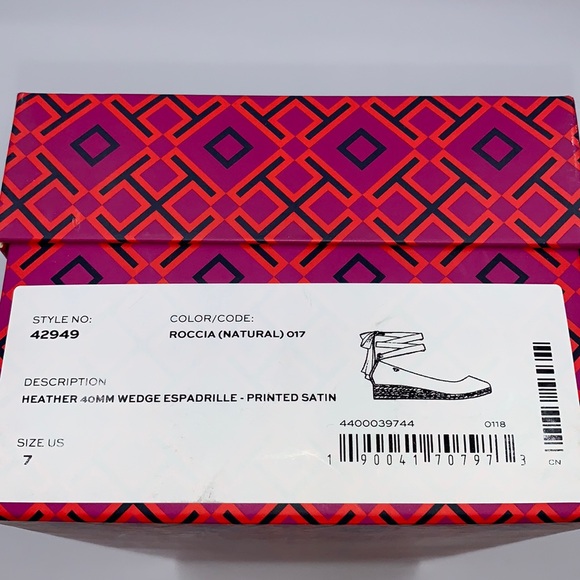 STYLE NO:
42949
COLOR/CODE:
ROCCIA (NATURAL) 017
DESCRIPTION
HEATHER 40MM WEDGE ESPADRILLE - PRINTED SATIN
SIZE US
7
4400039744 0118
1 90041 70797 3
CN